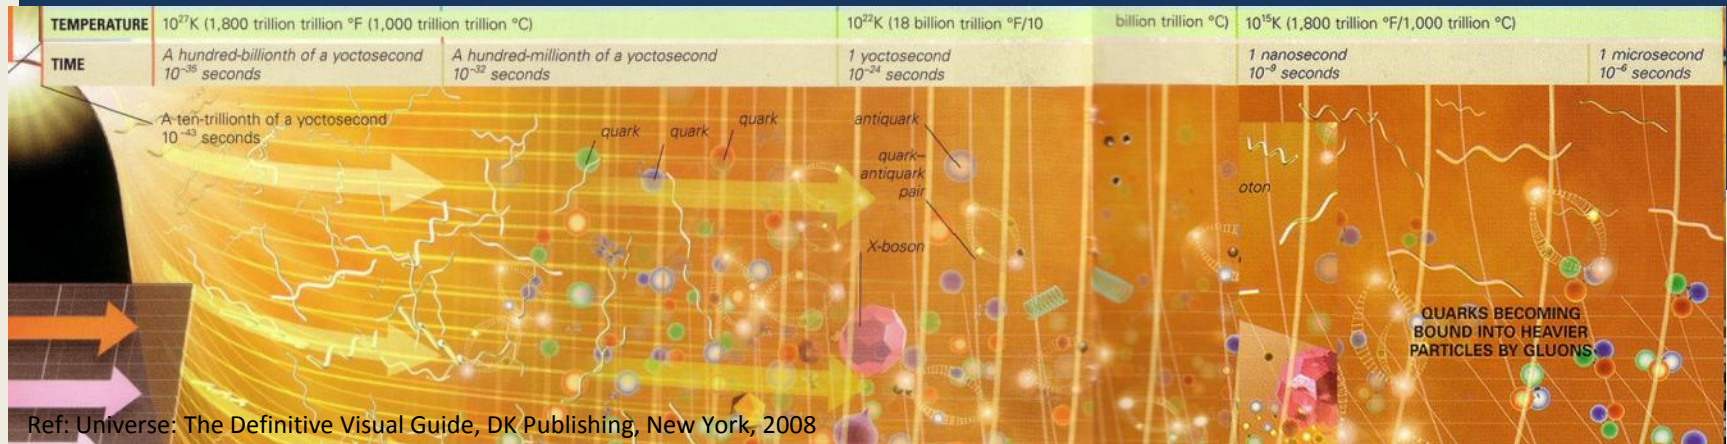 TEMPERATURE 10²⁷K (1,800 trillion trillion °F (1,000 trillion trillion °C) 10²²K (18 billion trillion °F/10 billion trillion °C) 10¹⁵K (1,800 trillion °F/1,000 trillion °C)
TIME
A hundred-billionth of a yoctosecond
10⁻³⁵ seconds
A hundred-millionth of a yoctosecond
10⁻³² seconds
1 yoctosecond
10⁻²⁴ seconds
1 nanosecond
10⁻⁹ seconds
1 microsecond
10⁻⁶ seconds
A ten-trillionth of a yoctosecond
10⁻⁴³ seconds
quark
quark
quark
antiquark
quark–
antiquark
pair
X-boson
oton
QUARKS BECOMING
BOUND INTO HEAVIER
PARTICLES BY GLUONS
Ref: Universe: The Definitive Visual Guide, DK Publishing, New York, 2008